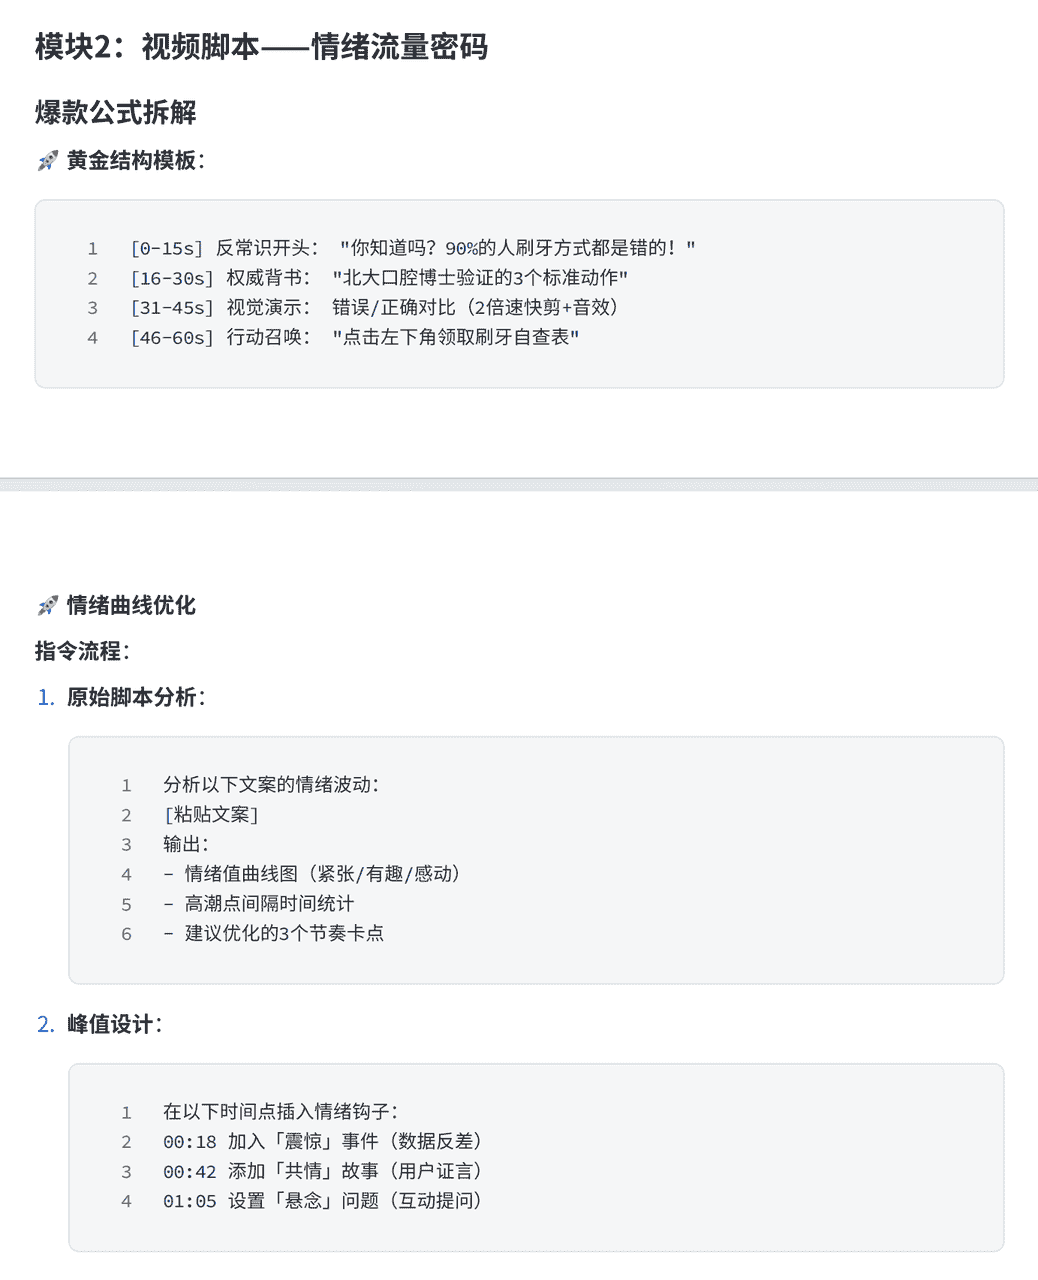 模块2：视频脚本——情绪流量密码
爆款公式拆解
🚀 黄金结构模板：
1 [0-15s] 反常识开头： "你知道吗？90%的人刷牙方式都是错的！"
2 [16-30s] 权威背书： "北大口腔博士验证的3个标准动作"
3 [31-45s] 视觉演示： 错误/正确对比（2倍速快剪+音效）
4 [46-60s] 行动召唤： "点击左下角领取刷牙自查表"
🚀 情绪曲线优化
指令流程：
1. 原始脚本分析：
1 分析以下文案的情绪波动：
2 [粘贴文案]
3 输出：
4 - 情绪值曲线图（紧张/有趣/感动）
5 - 高潮点间隔时间统计
6 - 建议优化的3个节奏卡点
2. 峰值设计：
1 在以下时间点插入情绪钩子：
2 00:18 加入「震惊」事件（数据反差）
3 00:42 添加「共情」故事（用户证言）
4 01:05 设置「悬念」问题（互动提问）